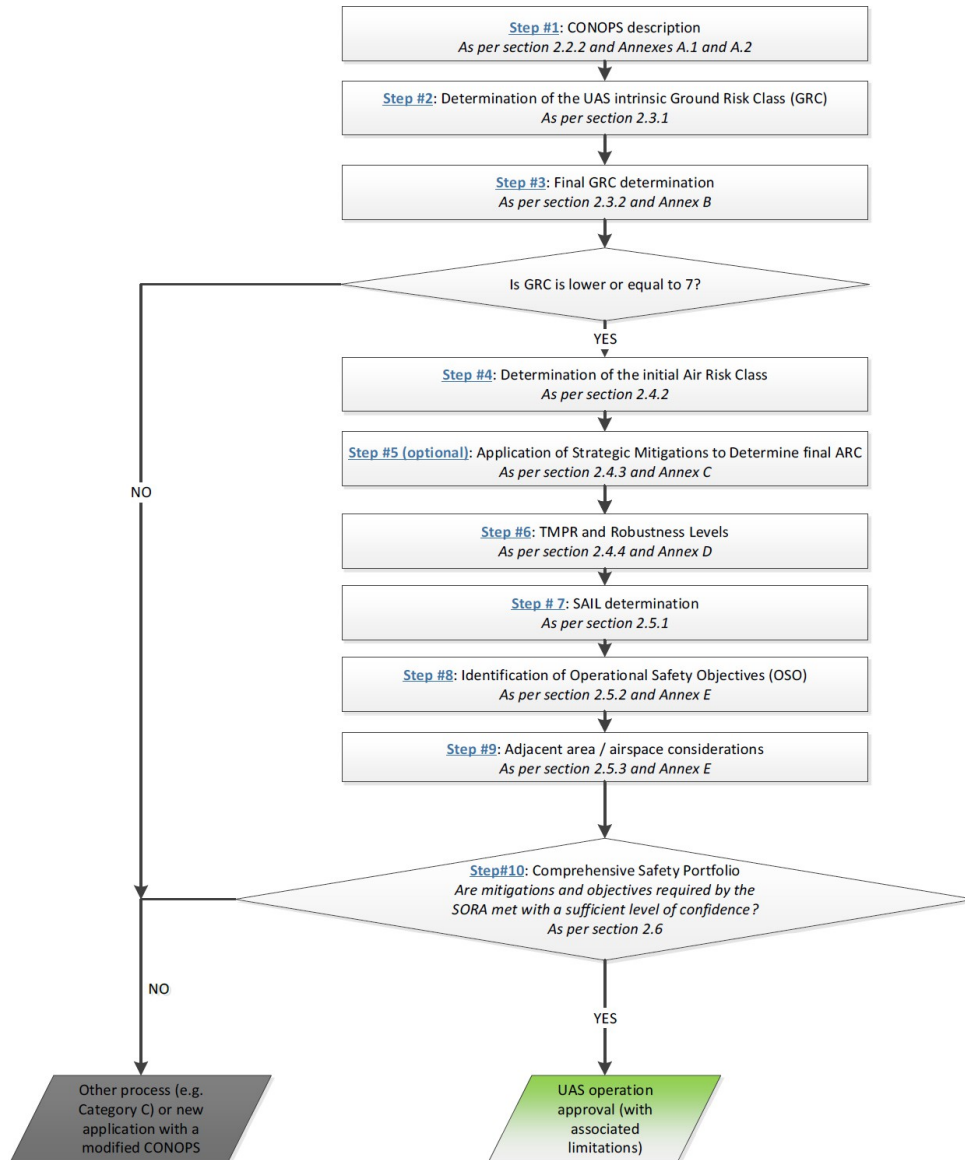 Step #1: CONOPS description
As per section 2.2.2 and Annexes A.1 and A.2
Step #2: Determination of the UAS intrinsic Ground Risk Class (GRC)
As per section 2.3.1
Step #3: Final GRC determination
As per section 2.3.2 and Annex B
Is GRC is lower or equal to 7?
YES
Step #4: Determination of the initial Air Risk Class
As per section 2.4.2
Step #5 (optional): Application of Strategic Mitigations to Determine final ARC
As per section 2.4.3 and Annex C
NO
Step #6: TMPR and Robustness Levels
As per section 2.4.4 and Annex D
Step # 7: SAIL determination
As per section 2.5.1
Step #8: Identification of Operational Safety Objectives (OSO)
As per section 2.5.2 and Annex E
Step #9: Adjacent area / airspace considerations
As per section 2.5.3 and Annex E
Step#10: Comprehensive Safety Portfolio
Are mitigations and objectives required by the
SORA met with a sufficient level of confidence?
As per section 2.6
NO
YES
Other process (e.g.
Category C) or new
application with a
modified CONOPS
UAS operation
approval (with
associated
limitations)